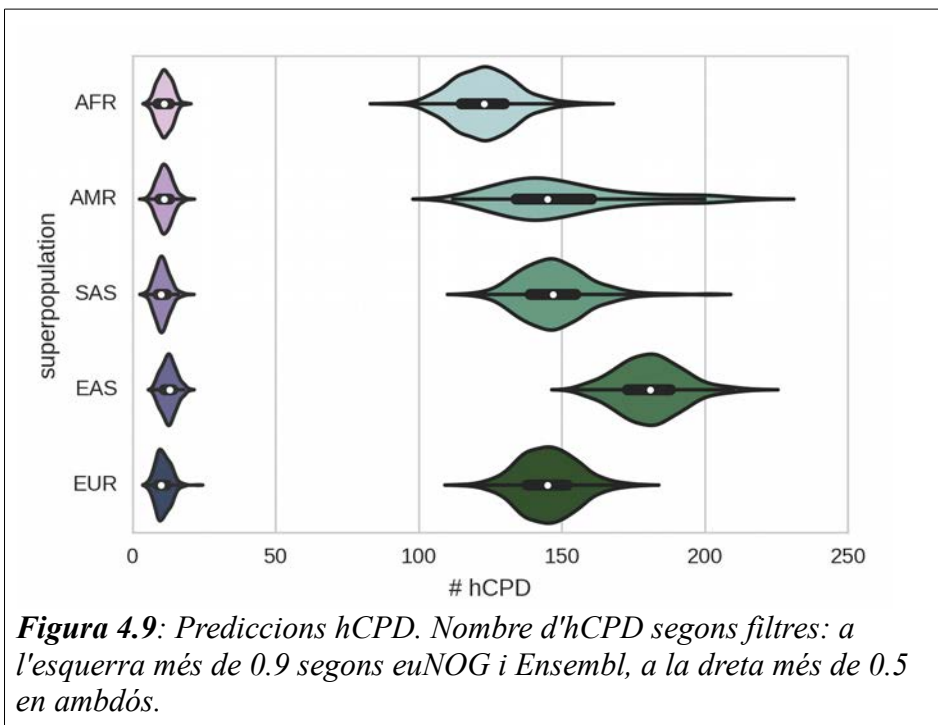 AFR
AMR
SAS
EAS
EUR
superpopulation
0 50 100 150 200 250
# hCPD
Figura 4.9: Prediccions hCPD. Nombre d'hCPD segons filtres: a
l'esquerra més de 0.9 segons euNOG i Ensembl, a la dreta més de 0.5
en ambdós.